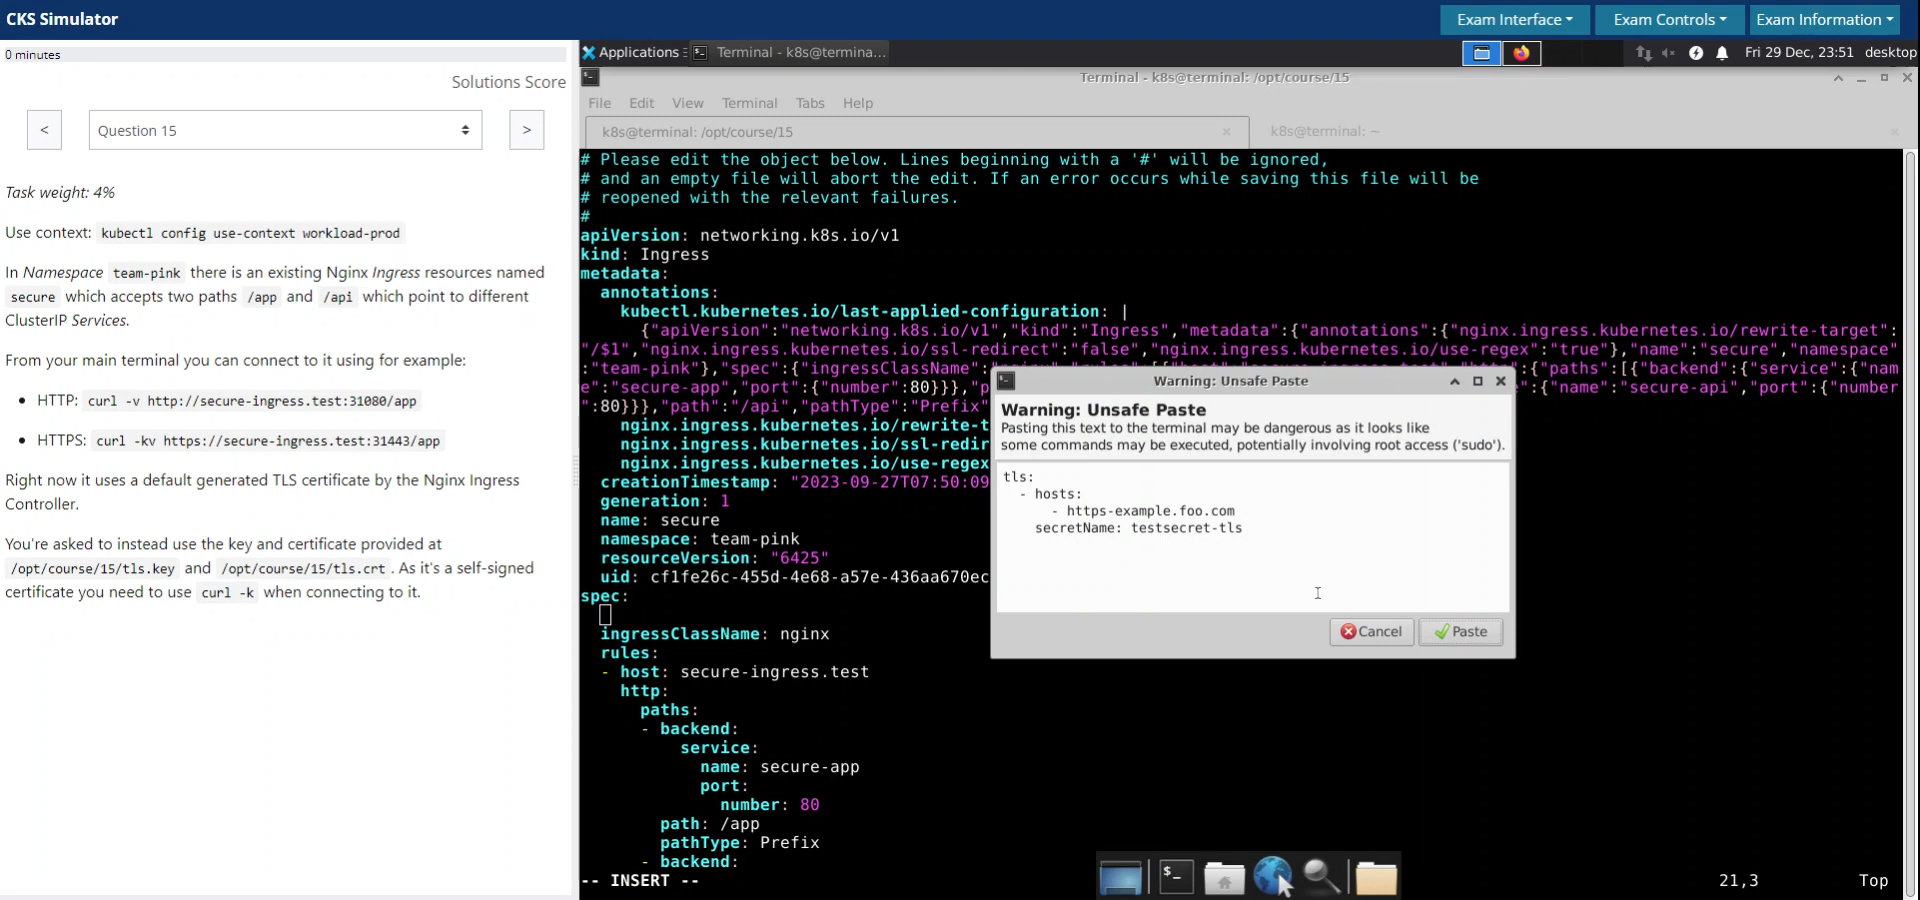 CKS Simulator
Exam Interface
Exam Controls
Exam Information
0 minutes
Solutions Score
<
Question 15
>
Task weight: 4%
Use context: kubectl config use-context workload-prod
In Namespace team-pink there is an existing Nginx Ingress resources named
secure which accepts two paths /app and /api which point to different
ClusterIP Services.
From your main terminal you can connect to it using for example:
• HTTP: curl -v http://secure-ingress.test:31080/app
• HTTPS: curl -kv https://secure-ingress.test:31443/app
Right now it uses a default generated TLS certificate by the Nginx Ingress
Controller.
You're asked to instead use the key and certificate provided at
/opt/course/15/tls.key and /opt/course/15/tls.crt . As it's a self-signed
certificate you need to use curl -k when connecting to it.
Applications
Terminal - k8s@termina...
Fri 29 Dec, 23:51 desktop
Terminal - k8s@terminal: /opt/course/15
File Edit View Terminal Tabs Help
k8s@terminal: /opt/course/15
k8s@terminal: ~
# Please edit the object below. Lines beginning with a '#' will be ignored,
# and an empty file will abort the edit. If an error occurs while saving this file will be
# reopened with the relevant failures.
#
apiVersion: networking.k8s.io/v1
kind: Ingress
metadata:
annotations:
kubectl.kubernetes.io/last-applied-configuration: |
{"apiVersion":"networking.k8s.io/v1","kind":"Ingress","metadata":{"annotations":{"nginx.ingress.kubernetes.io/rewrite-target":
"/$1","nginx.ingress.kubernetes.io/ssl-redirect":"false","nginx.ingress.kubernetes.io/use-regex":"true"},"name":"secure","namespace"
:"team-pink"},"spec":{"ingressClassName":
{"paths":[{"backend":{"service":{"nam
e":"secure-app","port":{"number":80}}},"p
{"name":"secure-api","port":{"number
":80}}},"path":"/api","pathType":"Prefix"
nginx.ingress.kubernetes.io/rewrite-t
nginx.ingress.kubernetes.io/ssl-redir
nginx.ingress.kubernetes.io/use-regex
creationTimestamp: "2023-09-27T07:50:09
generation: 1
name: secure
namespace: team-pink
resourceVersion: "6425"
uid: cf1fe26c-455d-4e68-a57e-436aa670ec
spec:
ingressClassName: nginx
rules:
- host: secure-ingress.test
http:
paths:
- backend:
service:
name: secure-app
port:
number: 80
path: /app
pathType: Prefix
- backend:
-- INSERT --
21,3
Top
Warning: Unsafe Paste
Warning: Unsafe Paste
Pasting this text to the terminal may be dangerous as it looks like
some commands may be executed, potentially involving root access ('sudo').
tls:
- hosts:
- https-example.foo.com
secretName: testsecret-tls
Cancel
Paste